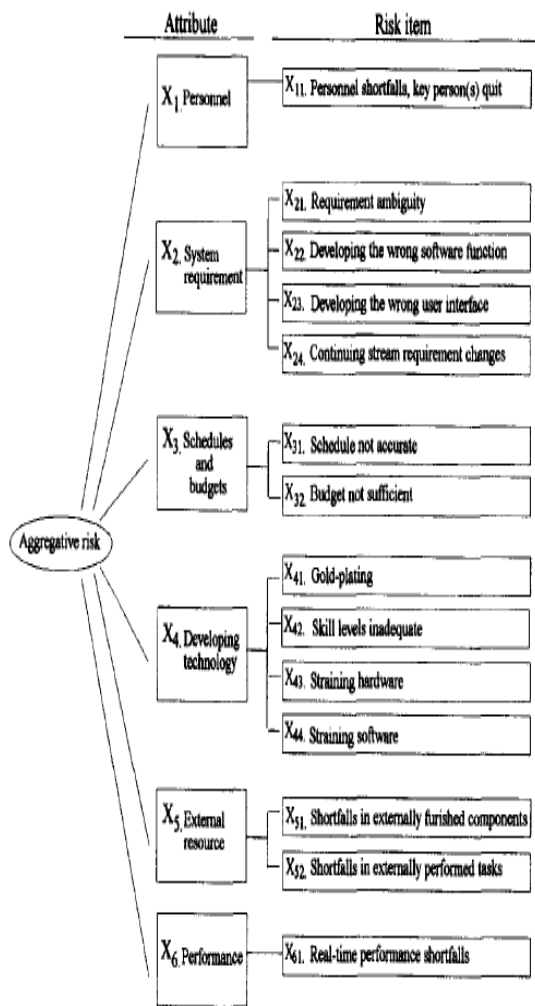 Attribute Risk item
X1. Personnel
X11. Personnel shortfalls, key person(s) quit
X2. System
requirement
X21. Requirement ambiguity
X22. Developing the wrong software function
X23. Developing the wrong user interface
X24. Continuing stream requirement changes
X3. Schedules
and
budgets
X31. Schedule not accurate
X32. Budget not sufficient
Aggregative risk
X4. Developing
technology
X41. Gold-plating
X42. Skill levels inadequate
X43. Straining hardware
X44. Straining software
X5. External
resource
X51. Shortfalls in externally furished components
X52. Shortfalls in externally performed tasks
X6. Performance
X61. Real-time performance shortfalls